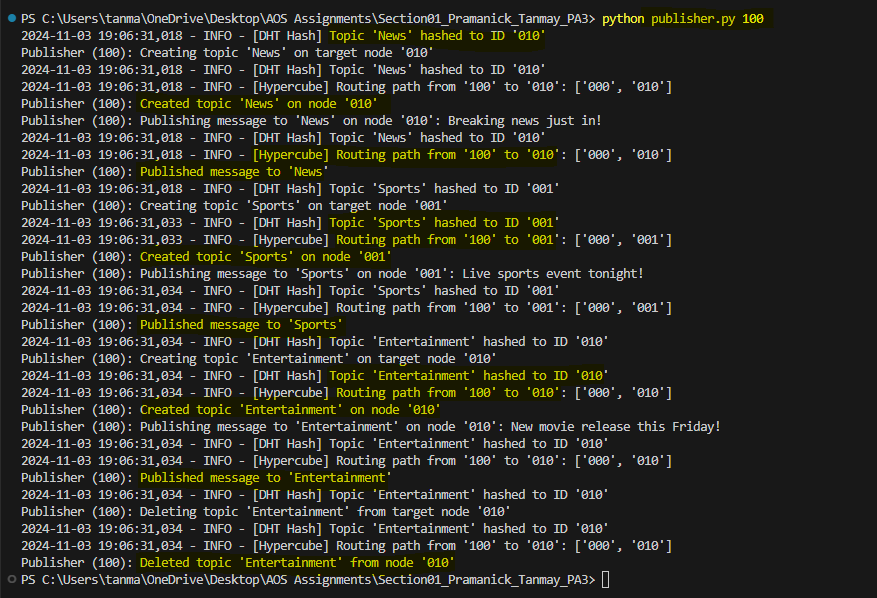 PS C:\Users\tanma\OneDrive\Desktop\AOS Assignments\Section01_Pramanick_Tanmay_PA3> python publisher.py 100
2024-11-03 19:06:31,018 - INFO - [DHT Hash] Topic 'News' hashed to ID '010'
Publisher (100): Creating topic 'News' on target node '010'
2024-11-03 19:06:31,018 - INFO - [DHT Hash] Topic 'News' hashed to ID '010'
2024-11-03 19:06:31,018 - INFO - [Hypercube] Routing path from '100' to '010': ['000', '010']
Publisher (100): Created topic 'News' on node '010'
Publisher (100): Publishing message to 'News' on node '010': Breaking news just in!
2024-11-03 19:06:31,018 - INFO - [DHT Hash] Topic 'News' hashed to ID '010'
2024-11-03 19:06:31,018 - INFO - [Hypercube] Routing path from '100' to '010': ['000', '010']
Publisher (100): Published message to 'News'
2024-11-03 19:06:31,018 - INFO - [DHT Hash] Topic 'Sports' hashed to ID '001'
Publisher (100): Creating topic 'Sports' on target node '001'
2024-11-03 19:06:31,033 - INFO - [DHT Hash] Topic 'Sports' hashed to ID '001'
2024-11-03 19:06:31,033 - INFO - [Hypercube] Routing path from '100' to '001': ['000', '001']
Publisher (100): Created topic 'Sports' on node '001'
Publisher (100): Publishing message to 'Sports' on node '001': Live sports event tonight!
2024-11-03 19:06:31,034 - INFO - [DHT Hash] Topic 'Sports' hashed to ID '001'
2024-11-03 19:06:31,034 - INFO - [Hypercube] Routing path from '100' to '001': ['000', '001']
Publisher (100): Published message to 'Sports'
2024-11-03 19:06:31,034 - INFO - [DHT Hash] Topic 'Entertainment' hashed to ID '010'
Publisher (100): Creating topic 'Entertainment' on target node '010'
2024-11-03 19:06:31,034 - INFO - [DHT Hash] Topic 'Entertainment' hashed to ID '010'
2024-11-03 19:06:31,034 - INFO - [Hypercube] Routing path from '100' to '010': ['000', '010']
Publisher (100): Created topic 'Entertainment' on node '010'
Publisher (100): Publishing message to 'Entertainment' on node '010': New movie release this Friday!
2024-11-03 19:06:31,034 - INFO - [DHT Hash] Topic 'Entertainment' hashed to ID '010'
2024-11-03 19:06:31,034 - INFO - [Hypercube] Routing path from '100' to '010': ['000', '010']
Publisher (100): Published message to 'Entertainment'
2024-11-03 19:06:31,034 - INFO - [DHT Hash] Topic 'Entertainment' hashed to ID '010'
Publisher (100): Deleting topic 'Entertainment' from target node '010'
2024-11-03 19:06:31,034 - INFO - [DHT Hash] Topic 'Entertainment' hashed to ID '010'
2024-11-03 19:06:31,034 - INFO - [Hypercube] Routing path from '100' to '010': ['000', '010']
Publisher (100): Deleted topic 'Entertainment' from node '010'
PS C:\Users\tanma\OneDrive\Desktop\AOS Assignments\Section01_Pramanick_Tanmay_PA3>